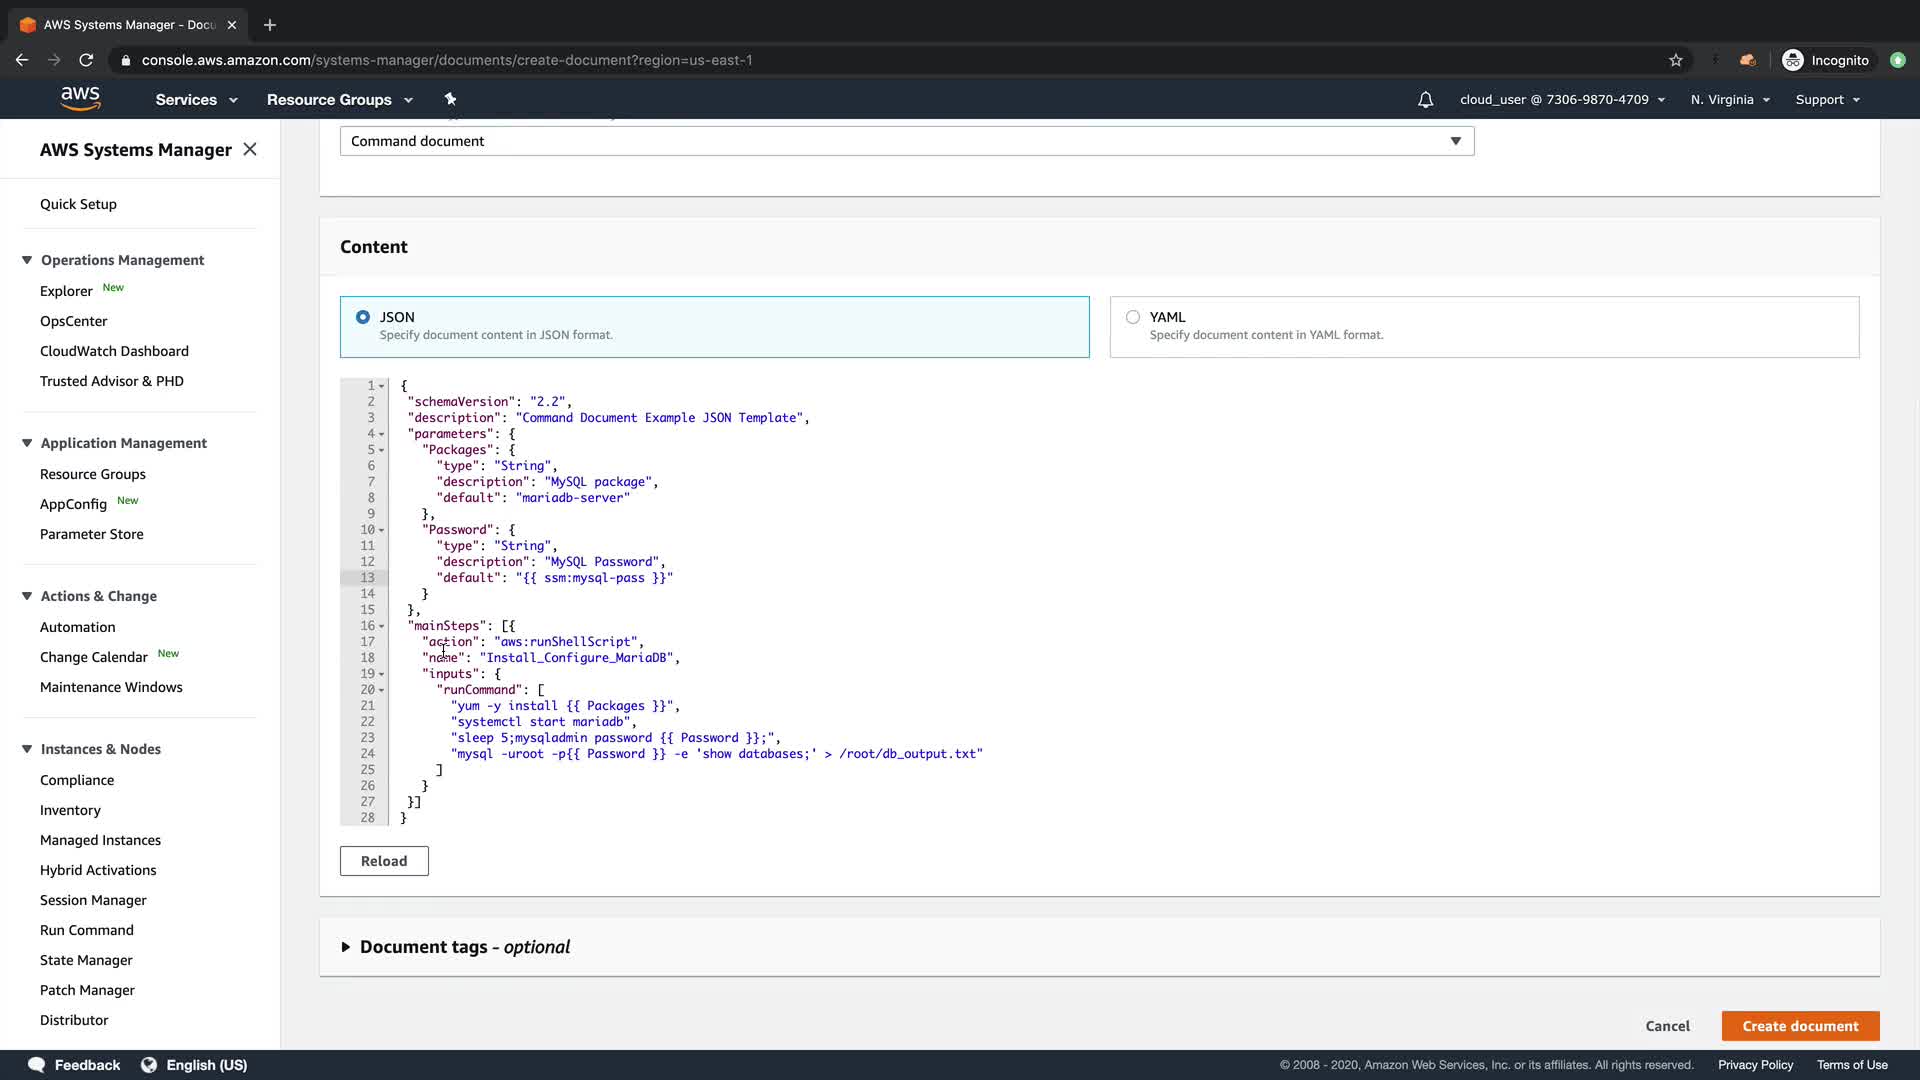 AWS Systems Manager - Docu
console.aws.amazon.com/systems-manager/documents/create-document?region=us-east-1
Incognito
aws
Services
Resource Groups
cloud_user @ 7306-9870-4709
N. Virginia
Support
AWS Systems Manager
Quick Setup
Operations Management
Explorer New
OpsCenter
CloudWatch Dashboard
Trusted Advisor & PHD
Application Management
Resource Groups
AppConfig New
Parameter Store
Actions & Change
Automation
Change Calendar New
Maintenance Windows
Instances & Nodes
Compliance
Inventory
Managed Instances
Hybrid Activations
Session Manager
Run Command
State Manager
Patch Manager
Distributor
Command document
Content
JSON
Specify document content in JSON format.
YAML
Specify document content in YAML format.
1 {
2 "schemaVersion": "2.2",
3 "description": "Command Document Example JSON Template",
4 "parameters": {
5 "Packages": {
6 "type": "String",
7 "description": "MySQL package",
8 "default": "mariadb-server"
9 },
10 "Password": {
11 "type": "String",
12 "description": "MySQL Password",
13 "default": "{{ ssm:mysql-pass }}"
14 }
15 },
16 "mainSteps": [{
17 "action": "aws:runShellScript",
18 "name": "Install_Configure_MariaDB",
19 "inputs": {
20 "runCommand": [
21 "yum -y install {{ Packages }}",
22 "systemctl start mariadb",
23 "sleep 5;mysqladmin password {{ Password }};",
24 "mysql -uroot -p{{ Password }} -e 'show databases;' > /root/db_output.txt"
25 ]
26 }
27 }]
28 }
Reload
Document tags - optional
Cancel
Create document
Feedback
English (US)
© 2008 - 2020, Amazon Web Services, Inc. or its affiliates. All rights reserved.
Privacy Policy
Terms of Use